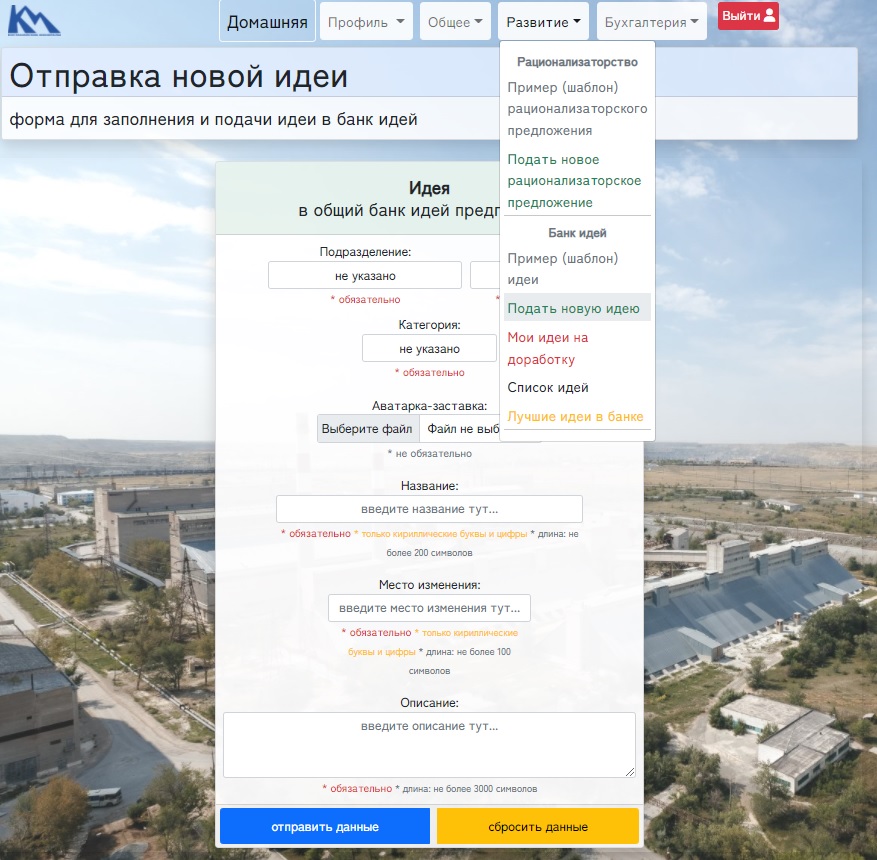 КМ
Домашняя
Профиль
Общее
Развитие
Бухгалтерия
Выйти
Отправка новой идеи
форма для заполнения и подачи идеи в банк идей
Рационализаторство
Пример (шаблон)
рационализаторского
предложения
Подать новое
рационализаторское
предложение
Банк идей
Пример (шаблон)
идеи
Подать новую идею
Мои идеи на
доработку
Список идей
Лучшие идеи в банке
Идея
в общий банк идей
Подразделение:
не указано
* обязательно
*
Категория:
не указано
* обязательно
Аватарка-заставка:
Выберите файл
Файл не
* не обязательно
Название:
введите название тут...
* обязательно * только кириллические буквы и цифры * длина: не
более 200 символов
Место изменения:
введите место изменения тут...
* обязательно * только кириллические
буквы и цифры * длина: не более 100
символов
Описание:
введите описание тут...
* обязательно * длина: не более 3000 символов
отправить данные
сбросить данные